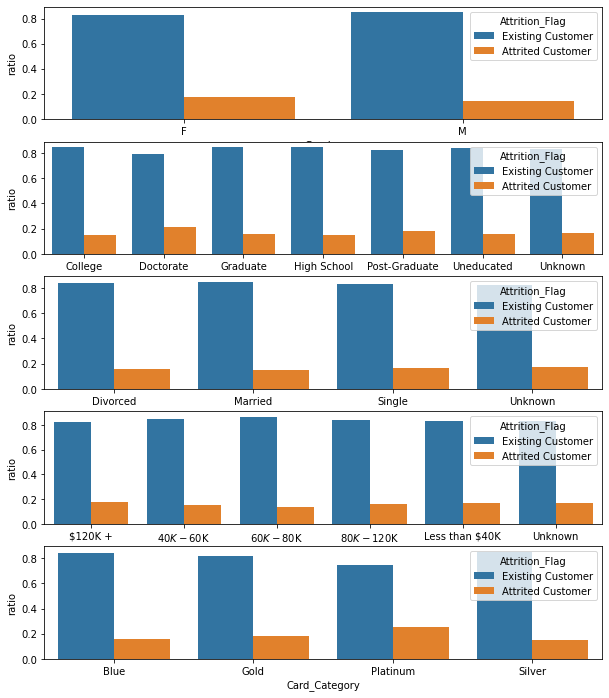 0.8
0.6
0.4
0.2
0.0
ratio
Attrition_Flag
Existing Customer
Attrited Customer
F M
0.8
0.6
0.4
0.2
0.0
ratio
Attrition_Flag
Existing Customer
Attrited Customer
College Doctorate Graduate High School Post-Graduate Uneducated Unknown
0.8
0.6
0.4
0.2
0.0
ratio
Attrition_Flag
Existing Customer
Attrited Customer
Divorced Married Single Unknown
0.8
0.6
0.4
0.2
0.0
ratio
Attrition_Flag
Existing Customer
Attrited Customer
$120K + 40K−60K 60K−80K 80K−120K Less than $40K Unknown
0.8
0.6
0.4
0.2
0.0
ratio
Attrition_Flag
Existing Customer
Attrited Customer
Blue Gold Platinum Silver
Card_Category